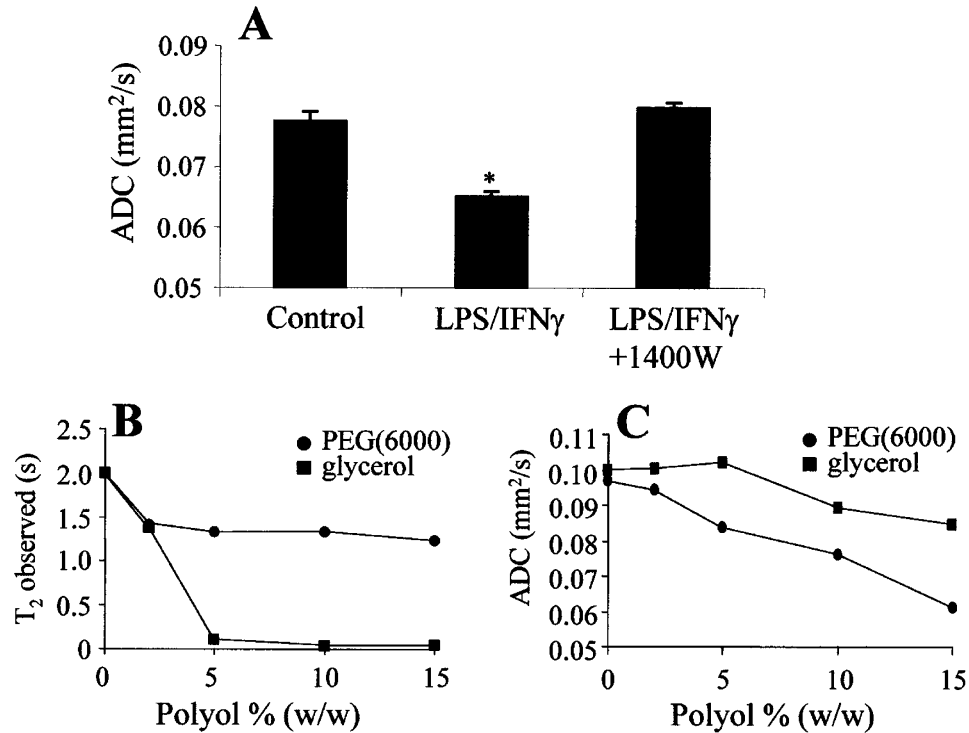 A
ADC (mm²/s)
0.09
0.08
0.07
0.06
0.05
*
Control
LPS/IFNγ
LPS/IFNγ
+1400W
B
T₂ observed (s)
2.5
2.0
1.5
1.0
0.5
0
PEG(6000)
glycerol
0
5
10
15
Polyol % (w/w)
C
ADC (mm²/s)
0.11
0.10
0.09
0.08
0.07
0.06
0.05
PEG(6000)
glycerol
0
5
10
15
Polyol % (w/w)